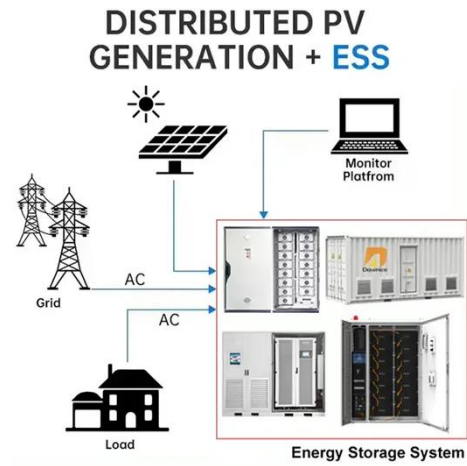 DISTRIBUTED PV
GENERATION + ESS
Monitor
Platfrom
Grid
AC
AC
Load
Energy Storage System